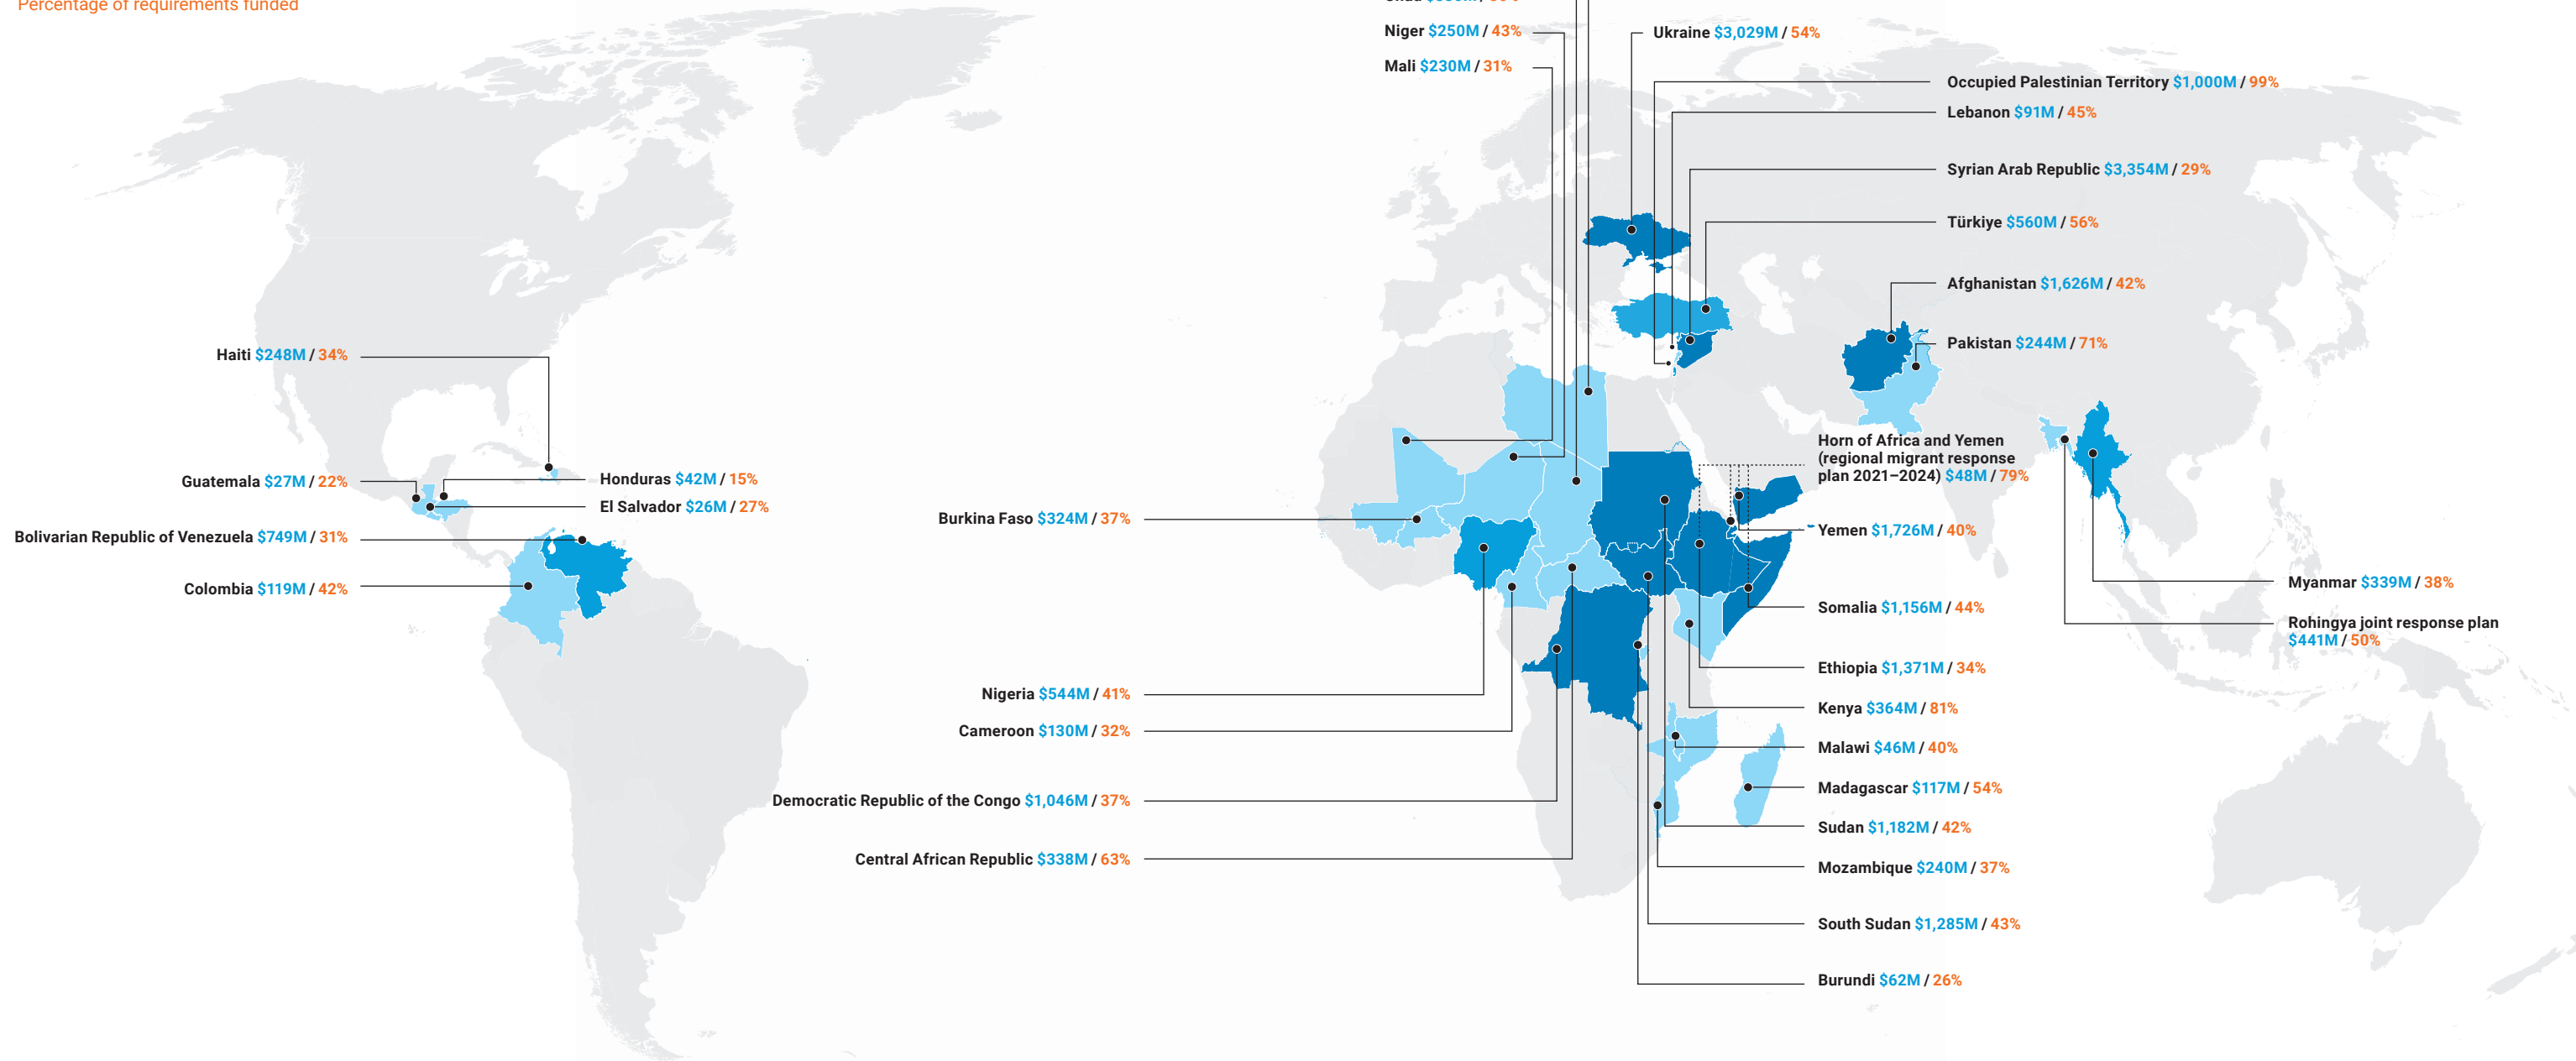 Percentage of requirements funded
Niger $250M / 43%
Mali $230M / 31%
Ukraine $3,029M / 54%
Occupied Palestinian Territory $1,000M / 99%
Lebanon $91M / 45%
Syrian Arab Republic $3,354M / 29%
Türkiye $560M / 56%
Afghanistan $1,626M / 42%
Pakistan $244M / 71%
Haiti $248M / 34%
Guatemala $27M / 22%
Honduras $42M / 15%
El Salvador $26M / 27%
Bolivarian Republic of Venezuela $749M / 31%
Colombia $119M / 42%
Burkina Faso $324M / 37%
Nigeria $544M / 41%
Cameroon $130M / 32%
Democratic Republic of the Congo $1,046M / 37%
Central African Republic $338M / 63%
Horn of Africa and Yemen
(regional migrant response
plan 2021–2024) $48M / 79%
Yemen $1,726M / 40%
Somalia $1,156M / 44%
Ethiopia $1,371M / 34%
Kenya $364M / 81%
Malawi $46M / 40%
Madagascar $117M / 54%
Sudan $1,182M / 42%
Mozambique $240M / 37%
South Sudan $1,285M / 43%
Burundi $62M / 26%
Myanmar $339M / 38%
Rohingya joint response plan
$441M / 50%